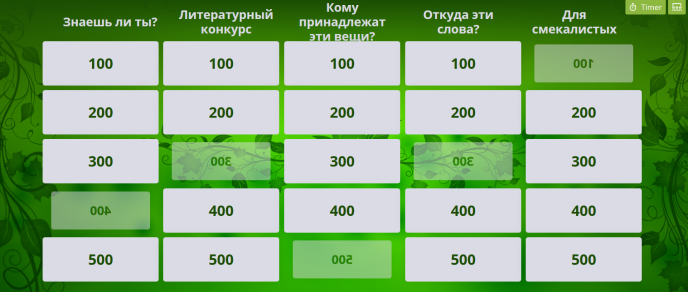 Timer
Знаешь ли ты?
Литературный
конкурс
Кому
принадлежат
эти вещи?
Откуда эти
слова?
Для
смекалистых
100 100 100 100 100
200 200 200 200 200
300 300 300 300 300
400 400 400 400 400
500 500 500 500 500